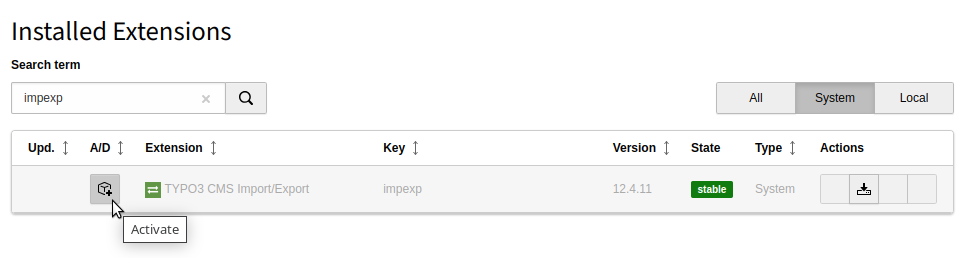 Installed Extensions
Search term
impexp
All System Local
Upd. A/D Extension Key Version State Type Actions
TYPO3 CMS Import/Export impexp 12.4.11 stable System
Activate